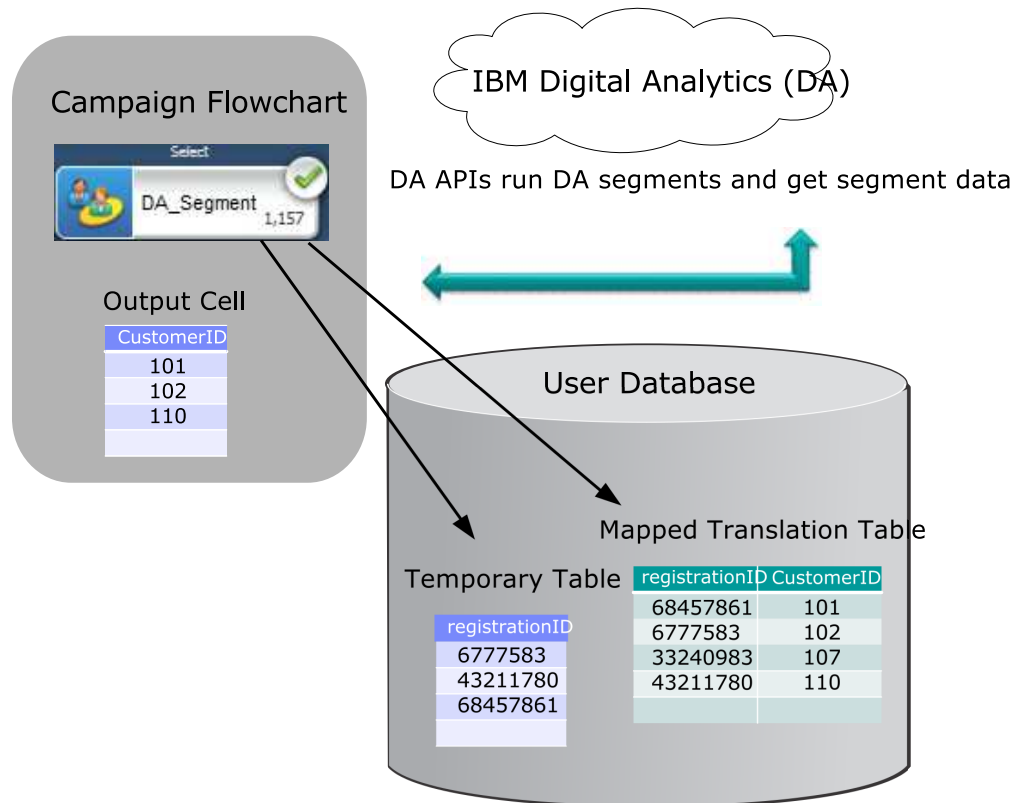 Campaign Flowchart
Select
DA_Segment
1,157
Output Cell
CustomerID
101
102
110
IBM Digital Analytics (DA)
DA APIs run DA segments and get segment data
User Database
Mapped Translation Table
registrationID CustomerID
68457861 101
6777583 102
33240983 107
43211780 110
Temporary Table
registrationID
6777583
43211780
68457861